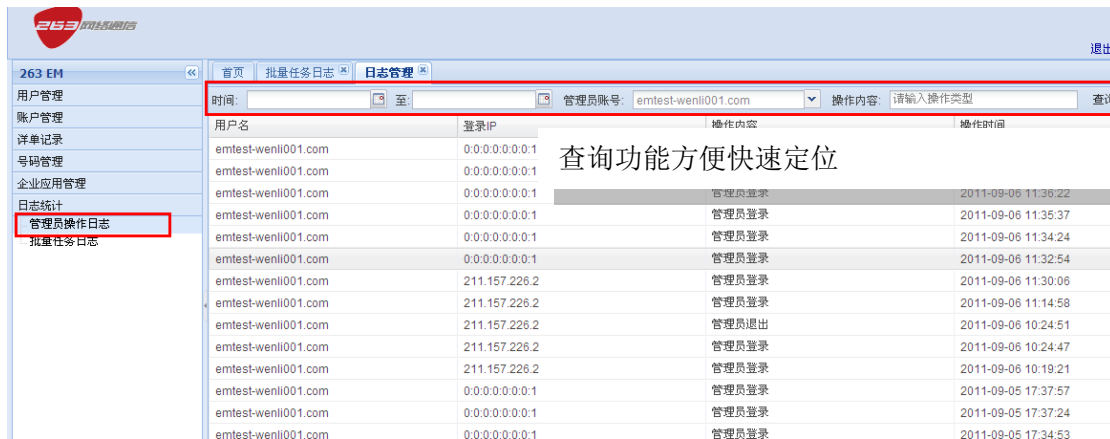 263网络通信
退出
263 EM
首页 批量任务日志 日志管理
用户管理
账户管理
详单记录
号码管理
企业应用管理
日志统计
管理员操作日志
批量任务日志
时间: 至: 管理员账号: emtest-wenli001.com 操作内容: 请输入操作类型
用户名 登录IP 操作内容 操作时间
查询功能方便快速定位
emtest-wenli001.com 0:0:0:0:0:0:1
emtest-wenli001.com 0:0:0:0:0:0:1
emtest-wenli001.com 0:0:0:0:0:0:1 管理员登录 2011-09-06 11:36:22
emtest-wenli001.com 0:0:0:0:0:0:1 管理员登录 2011-09-06 11:35:37
emtest-wenli001.com 0:0:0:0:0:0:1 管理员登录 2011-09-06 11:34:24
emtest-wenli001.com 0:0:0:0:0:0:1 管理员登录 2011-09-06 11:32:54
emtest-wenli001.com 211.157.226.2 管理员登录 2011-09-06 11:30:06
emtest-wenli001.com 211.157.226.2 管理员登录 2011-09-06 11:14:58
emtest-wenli001.com 211.157.226.2 管理员退出 2011-09-06 10:24:51
emtest-wenli001.com 211.157.226.2 管理员登录 2011-09-06 10:24:47
emtest-wenli001.com 211.157.226.2 管理员登录 2011-09-06 10:19:21
emtest-wenli001.com 0:0:0:0:0:0:1 管理员登录 2011-09-05 17:37:57
emtest-wenli001.com 0:0:0:0:0:0:1 管理员登录 2011-09-05 17:37:24
emtest-wenli001.com 0:0:0:0:0:0:1 管理员登录 2011-09-05 17:34:53